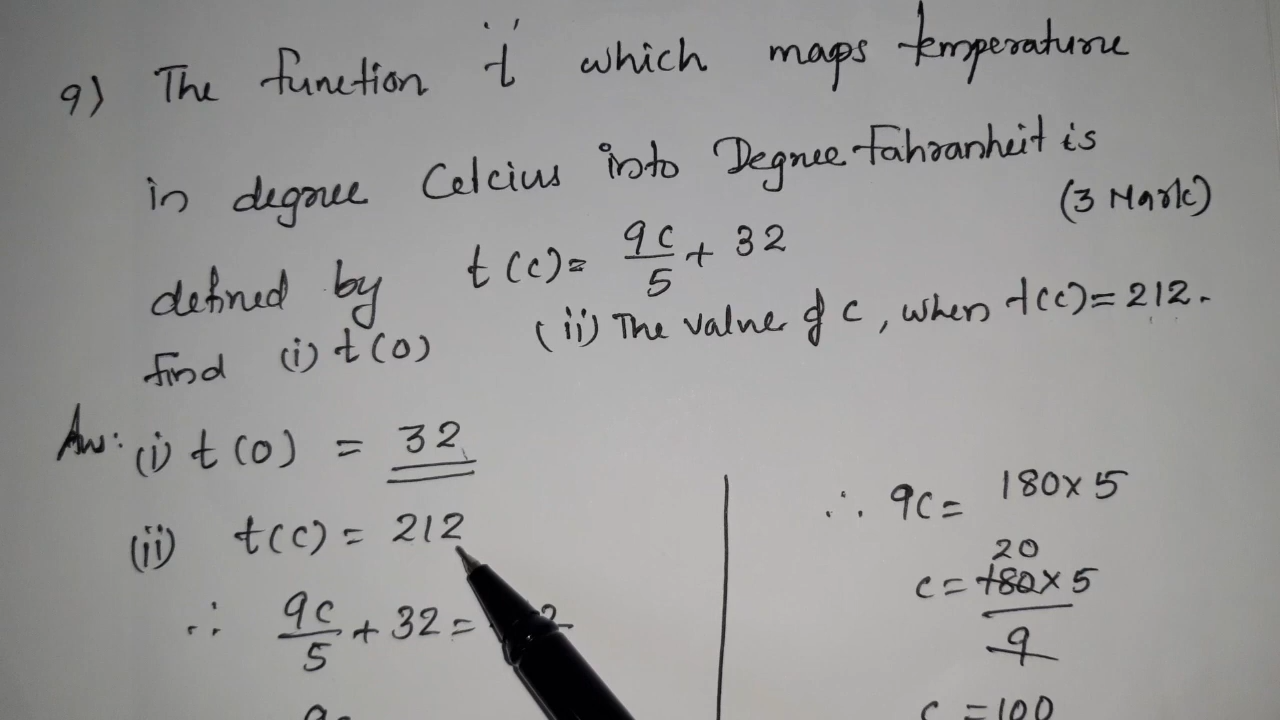 9) The function 't' which maps temperature
in degree Celcius into Degree Fahranheit is
(3 Mark)
defined by t(c)= 9c/5 + 32
find (i) t(0) (ii) The value of c, when t(c)=212.
Ans: (i) t(0) = 32
(ii) t(c) = 212
∴ 9c/5 + 32 =
∴ 9c = 180×5
20
c = 180×5
9
c = 100